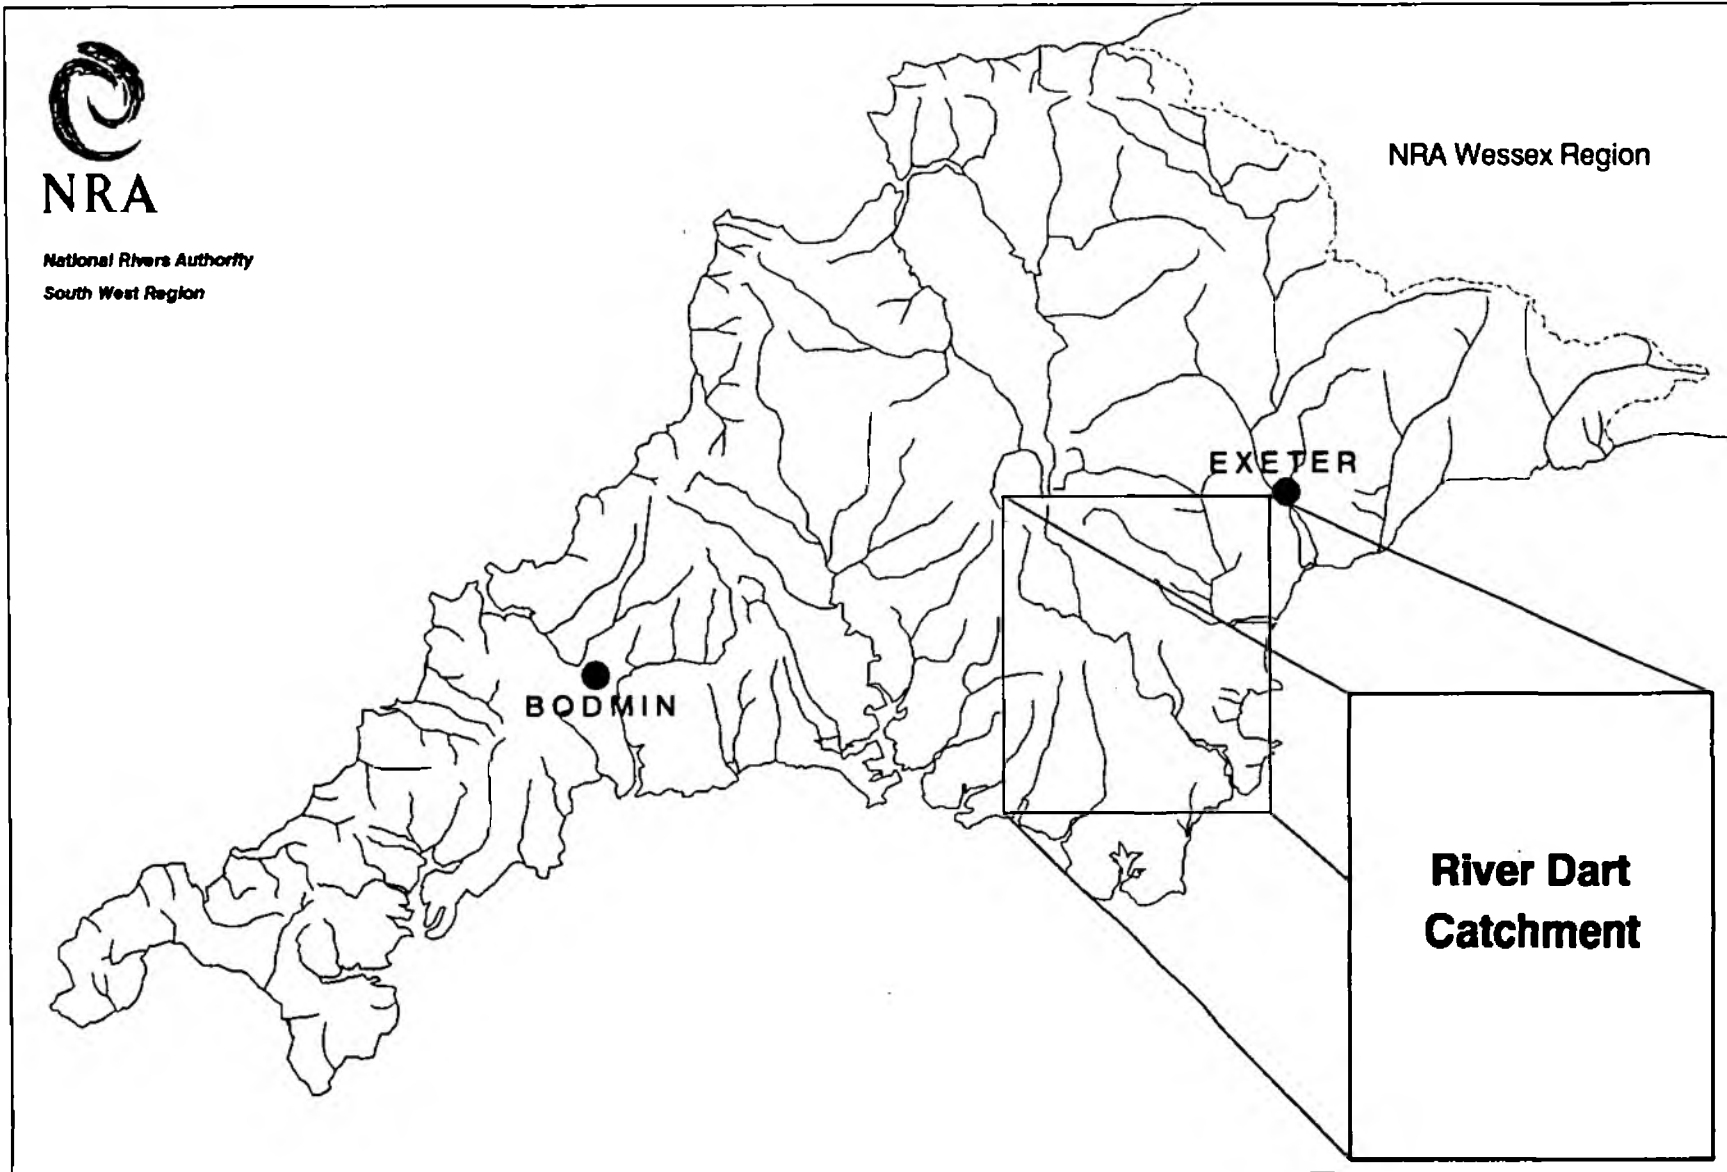 NRA
National Rivers Authority
South West Region
NRA Wessex Region
EXETER
BODMIN
River Dart
Catchment